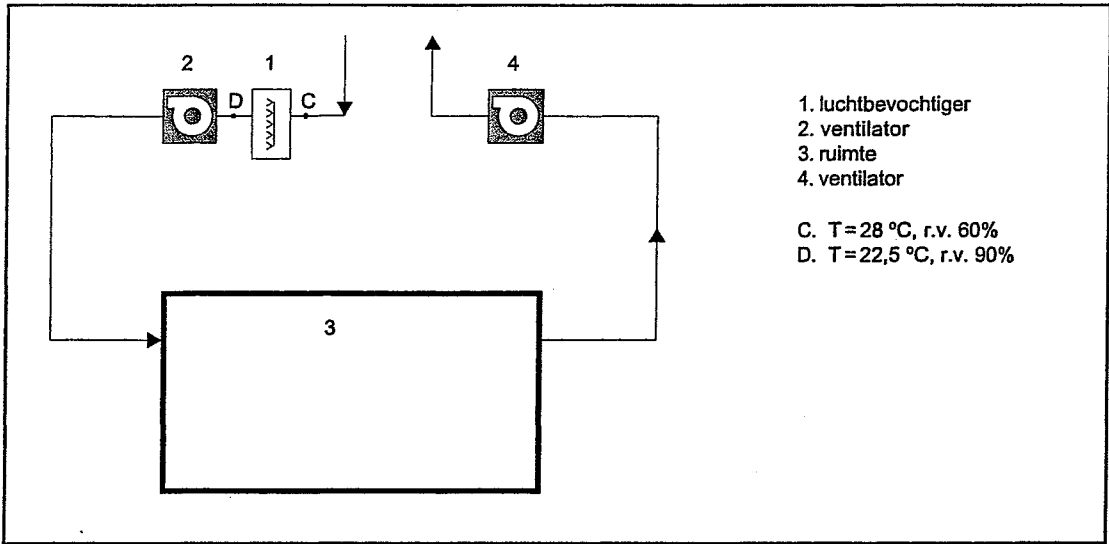 2 1 4
D C
3
1. luchtbevochtiger
2. ventilator
3. ruimte
4. ventilator
C. T=28 ºC, r.v. 60%
D. T=22,5 ºC, r.v. 90%